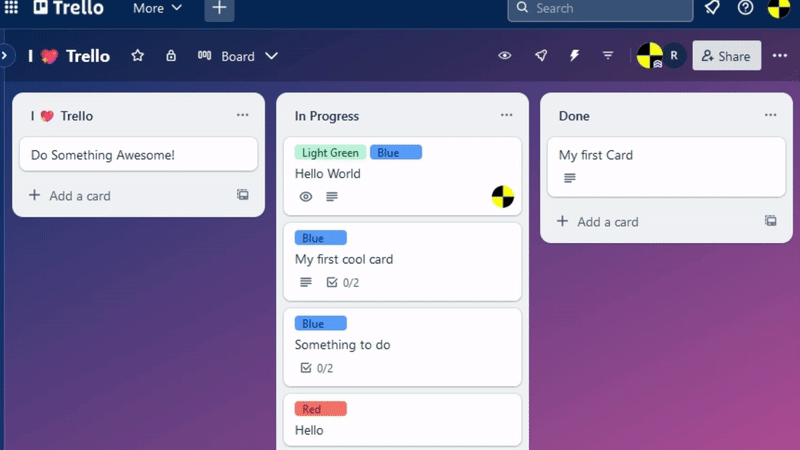 Trello
More
Search
I 💖 Trello
Board
R
Share
I 💖 Trello
Do Something Awesome!
Add a card
In Progress
Light Green Blue
Hello World
Blue
My first cool card
0/2
Blue
Something to do
0/2
Red
Hello
Done
My first Card
Add a card